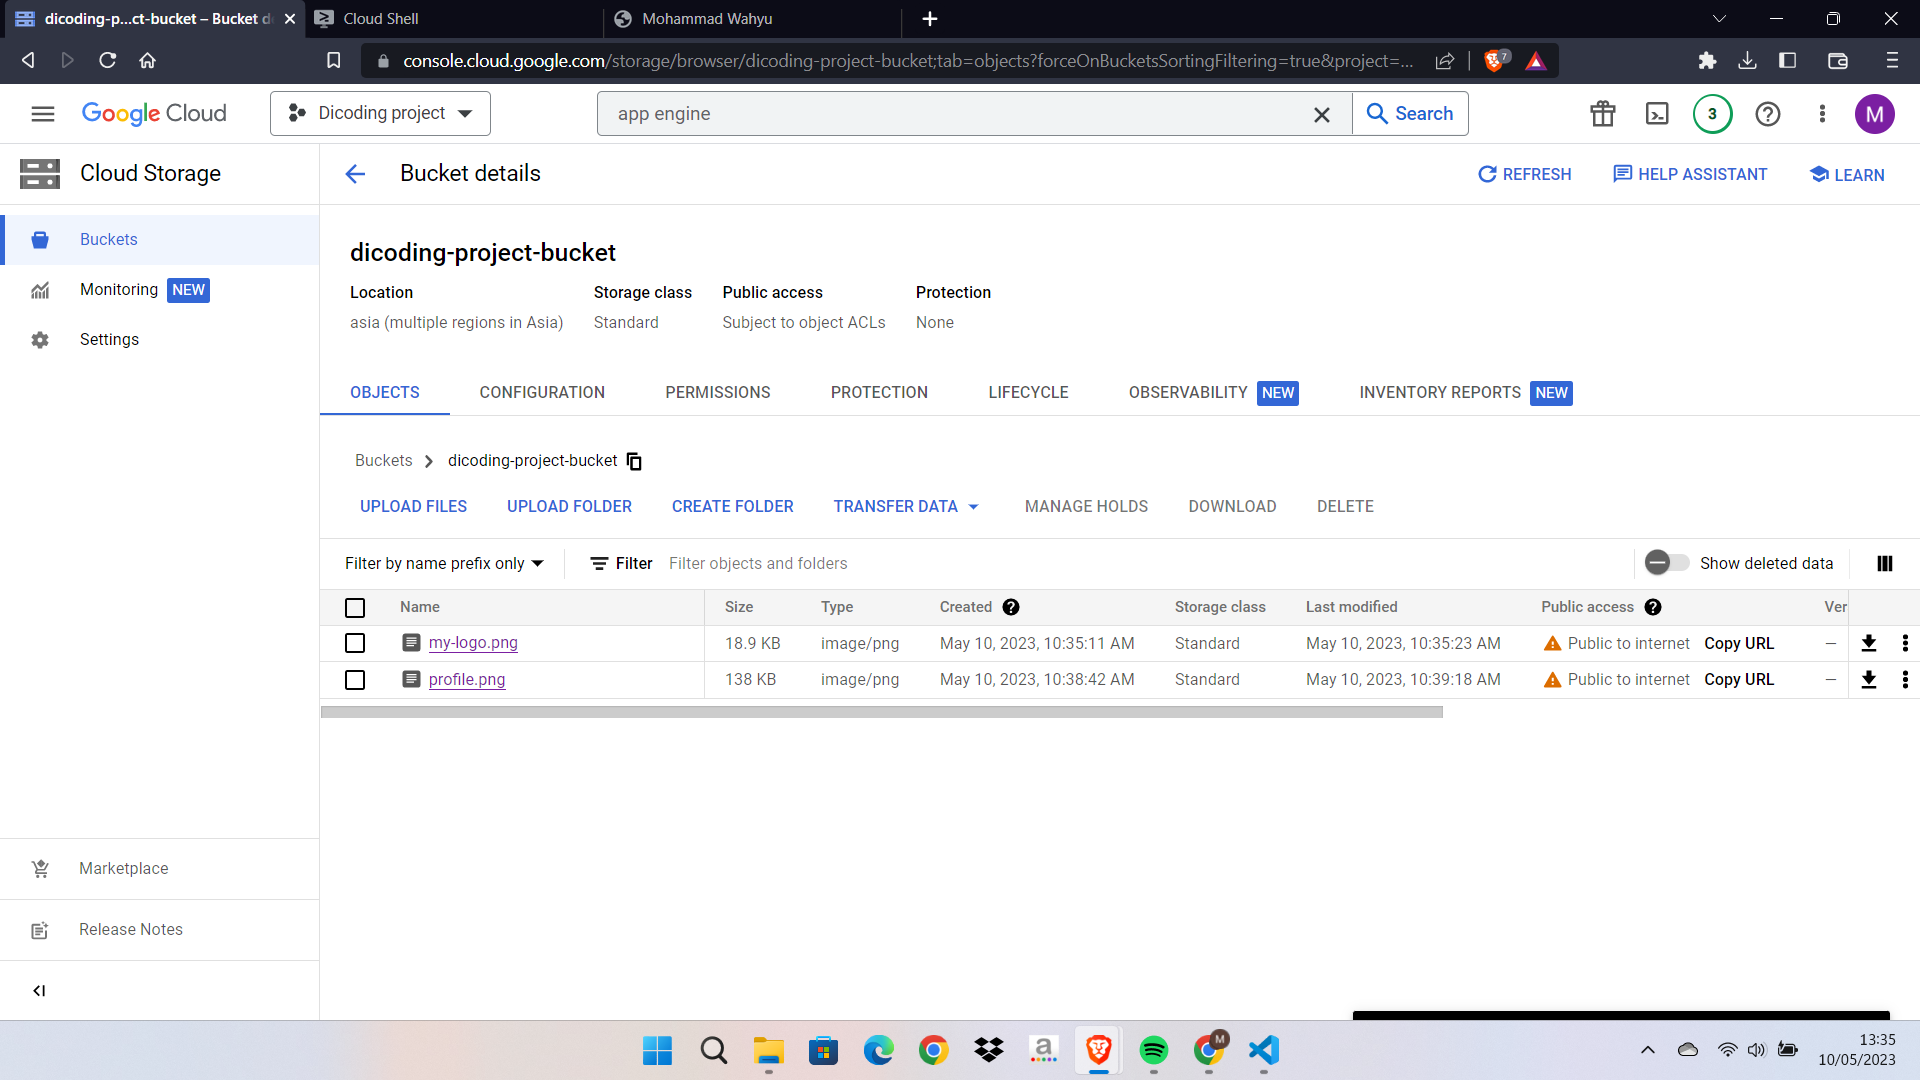 dicoding-p...ct-bucket – Bucket d
Cloud Shell
Mohammad Wahyu
console.cloud.google.com/storage/browser/dicoding-project-bucket;tab=objects?forceOnBucketsSortingFiltering=true&project=...
7
Google Cloud
Dicoding project
app engine
Search
3
M
Cloud Storage
Bucket details
REFRESH
HELP ASSISTANT
LEARN
Buckets
Monitoring NEW
Settings
dicoding-project-bucket
Location Storage class Public access Protection
asia (multiple regions in Asia) Standard Subject to object ACLs None
OBJECTS CONFIGURATION PERMISSIONS PROTECTION LIFECYCLE OBSERVABILITY NEW INVENTORY REPORTS NEW
Buckets dicoding-project-bucket
UPLOAD FILES UPLOAD FOLDER CREATE FOLDER TRANSFER DATA MANAGE HOLDS DOWNLOAD DELETE
Filter by name prefix only Filter Filter objects and folders Show deleted data
Name Size Type Created Storage class Last modified Public access Ver
my-logo.png 18.9 KB image/png May 10, 2023, 10:35:11 AM Standard May 10, 2023, 10:35:23 AM Public to internet Copy URL —
profile.png 138 KB image/png May 10, 2023, 10:38:42 AM Standard May 10, 2023, 10:39:18 AM Public to internet Copy URL —
Marketplace
Release Notes
a
M
13:35
10/05/2023